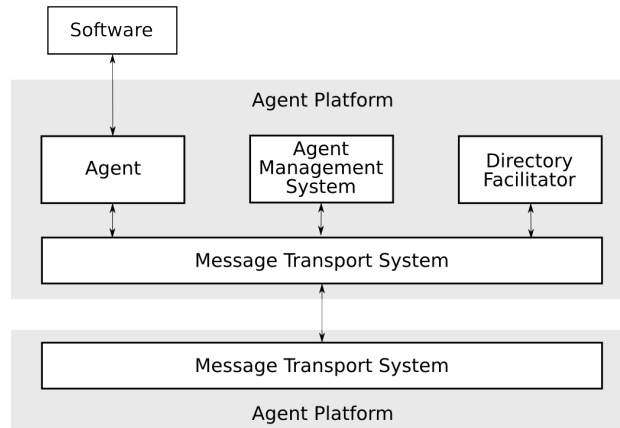 Software
Agent Platform
Agent
Agent
Management
System
Directory
Facilitator
Message Transport System
Message Transport System
Agent Platform